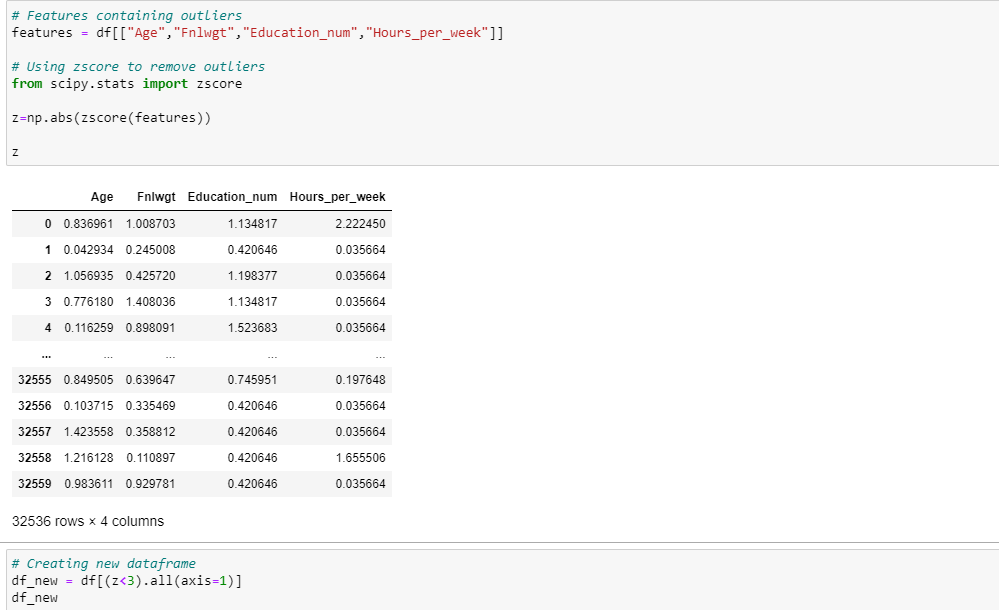 # Features containing outliers
features = df[["Age","Fnlwgt","Education_num","Hours_per_week"]]
# Using zscore to remove outliers
from scipy.stats import zscore
z=np.abs(zscore(features))
z
Age Fnlwgt Education_num Hours_per_week
0 0.836961 1.008703 1.134817 2.222450
1 0.042934 0.245008 0.420646 0.035664
2 1.056935 0.425720 1.198377 0.035664
3 0.776180 1.408036 1.134817 0.035664
4 0.116259 0.898091 1.523683 0.035664
... ... ... ... ...
32555 0.849505 0.639647 0.745951 0.197648
32556 0.103715 0.335469 0.420646 0.035664
32557 1.423558 0.358812 0.420646 0.035664
32558 1.216128 0.110897 0.420646 1.655506
32559 0.983611 0.929781 0.420646 0.035664
32536 rows × 4 columns
# Creating new dataframe
df_new = df[(z<3).all(axis=1)]
df_new